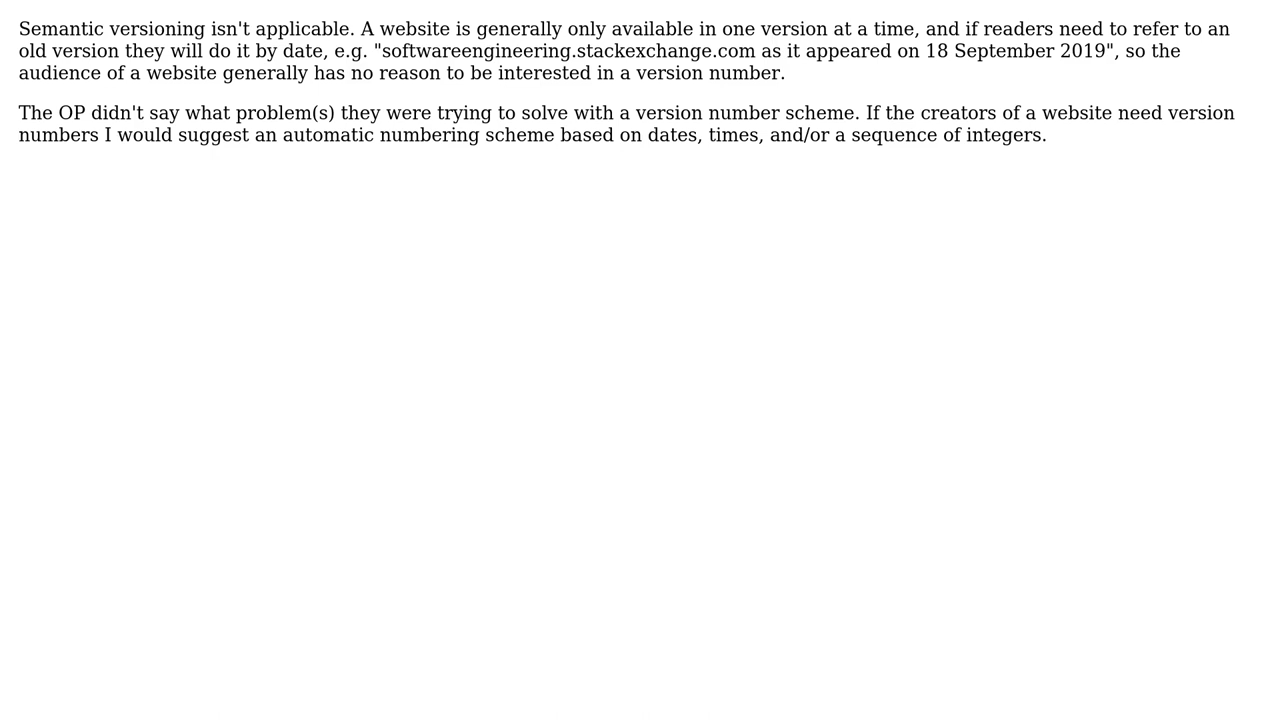 Semantic versioning isn't applicable. A website is generally only available in one version at a time, and if readers need to refer to an
old version they will do it by date, e.g. "softwareengineering.stackexchange.com as it appeared on 18 September 2019", so the
audience of a website generally has no reason to be interested in a version number.
The OP didn't say what problem(s) they were trying to solve with a version number scheme. If the creators of a website need version
numbers I would suggest an automatic numbering scheme based on dates, times, and/or a sequence of integers.